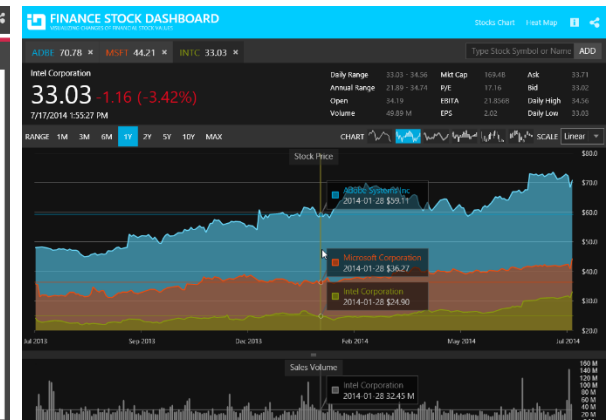 FINANCE STOCK DASHBOARD
VISUALIZING CHANGES OF FINANCIAL STOCK VALUES
Stocks Chart Heat Map
ADBE 70.78 × MSFT 44.21 × INTC 33.03 ×
Type Stock Symbol or Name ADD
Intel Corporation
33.03 -1.16 (-3.42%)
7/17/2014 1:55:27 PM
Daily Range 33.03 - 34.56 Mkt Cap 169.4B Ask 33.71
Annual Range 21.89 - 34.74 P/E 17.16 Bid 33.02
Open 34.19 EBITA 21.856B Daily High 34.56
Volume 49.89 M EPS 2.02 Daily Low 33.03
RANGE 1M 3M 6M 1Y 2Y 5Y 10Y MAX CHART SCALE Linear
Stock Price
$80.0
$70.0
Adobe Systems Inc
2014-01-28 $59.11
$60.0
$50.0
Microsoft Corporation
2014-01-28 $36.27
$40.0
Intel Corporation
2014-01-28 $24.90
$30.0
$20.0
Jul 2013 Sep 2013 Dec 2013 Feb 2014 May 2014 Jul 2014
Sales Volume
160 M
140 M
120 M
Intel Corporation
2014-01-28 32.45 M
100 M
80 M
60 M
40 M
20 M